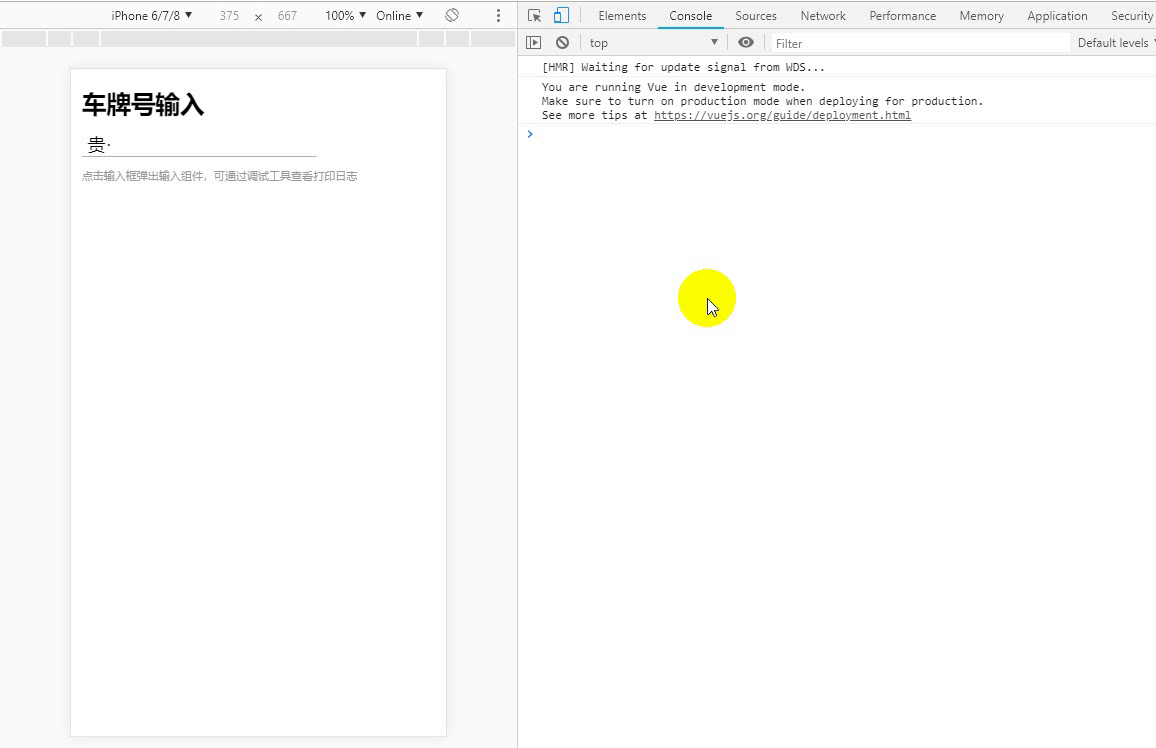 iPhone 6/7/8 ▼ 375 × 667 100% ▼ Online ▼
Elements Console Sources Network Performance Memory Application Security
top ▼ Filter Default levels
车牌号输入
贵·
点击输入框弹出输入组件，可通过调试工具查看打印日志
[HMR] Waiting for update signal from WDS...
You are running Vue in development mode.
Make sure to turn on production mode when deploying for production.
See more tips at https://vuejs.org/guide/deployment.html